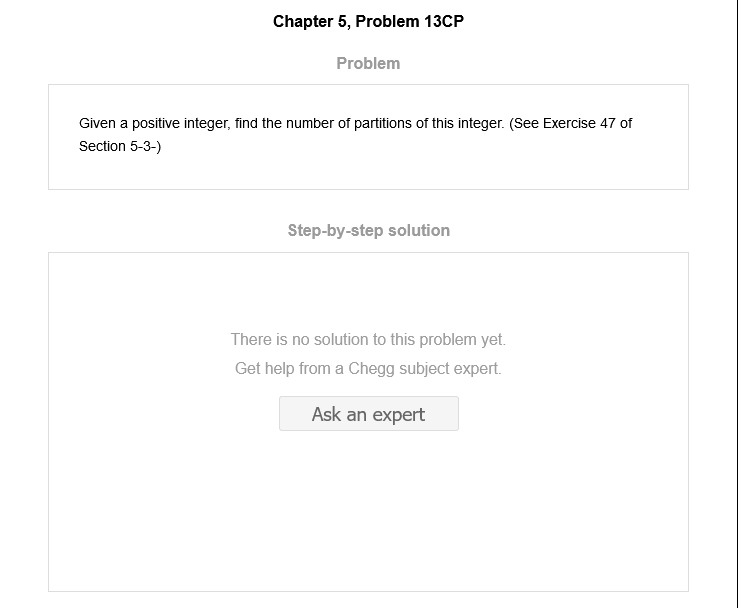 Chapter 5, Problem 13CP
Problem
Given a positive integer, find the number of partitions of this integer. (See Exercise 47 of
Section 5-3-)
Step-by-step solution
There is no solution to this problem yet.
Get help from a Chegg subject expert.
Ask an expert